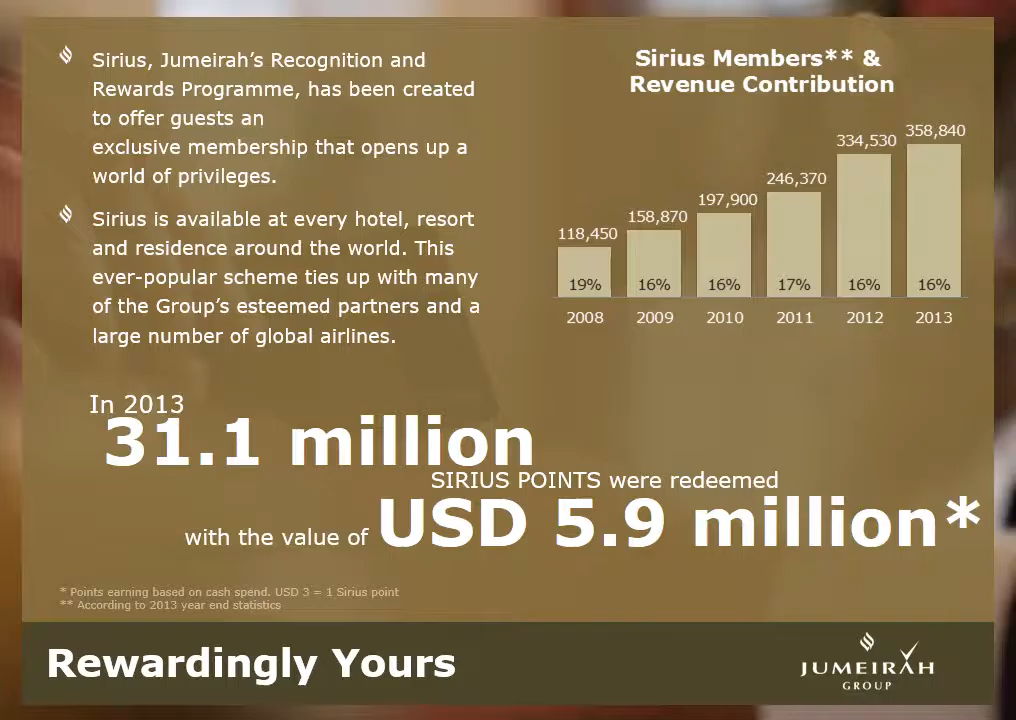 Sirius, Jumeirah's Recognition and
Rewards Programme, has been created
to offer guests an
exclusive membership that opens up a
world of privileges.
Sirius is available at every hotel, resort
and residence around the world. This
ever-popular scheme ties up with many
of the Group's esteemed partners and a
large number of global airlines.
Sirius Members** &
Revenue Contribution
118,450
158,870
197,900
246,370
334,530
358,840
19%
16%
16%
17%
16%
16%
2008
2009
2010
2011
2012
2013
In 2013
31.1 million
SIRIUS POINTS were redeemed
with the value of USD 5.9 million*
* Points earning based on cash spend. USD 3 = 1 Sirius point
** According to 2013 year end statistics
Rewardingly Yours
JUMEIRAH
GROUP